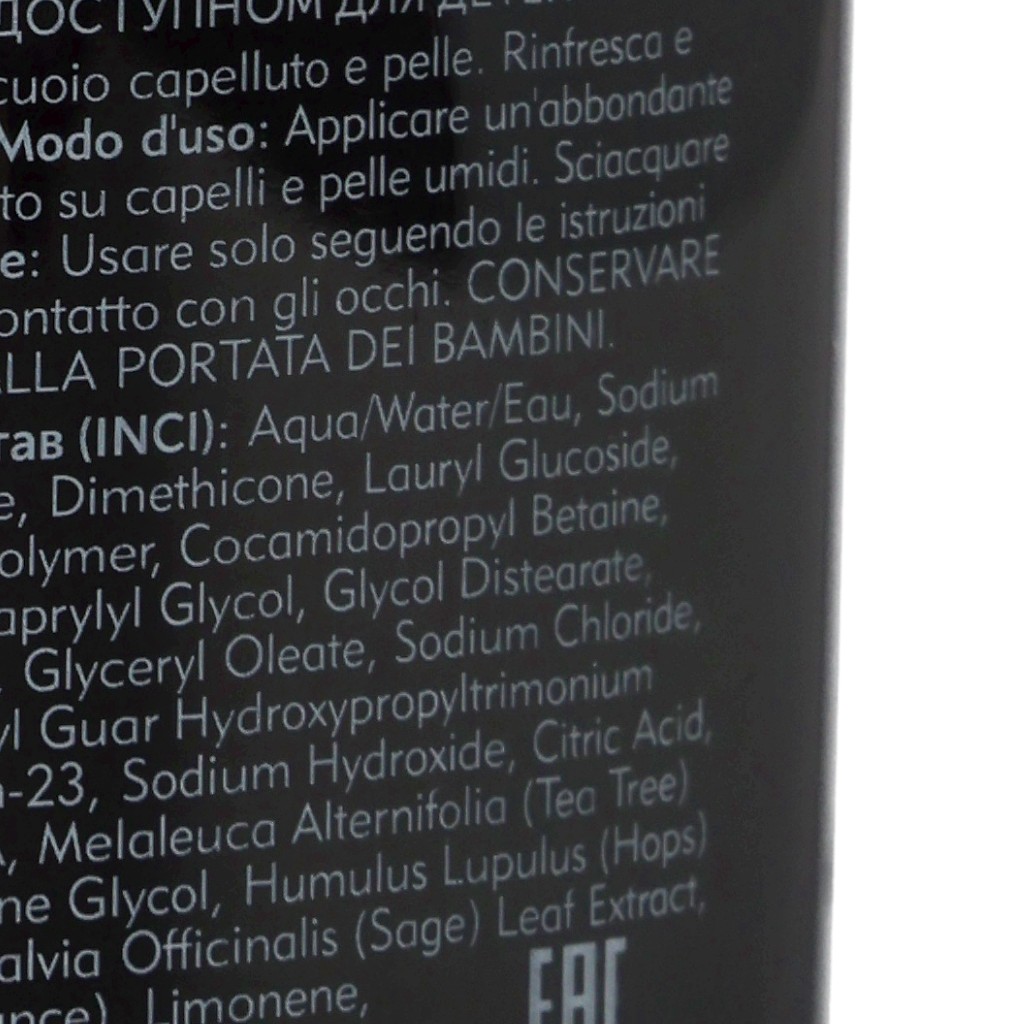 ДОСТУПНОМ ДЛЯ
cuoio capelluto e pelle. Rinfresca e
Modo d'uso: Applicare un'abbondante
to su capelli e pelle umidi. Sciacquare
e: Usare solo seguendo le istruzioni
ontatto con gli occhi. CONSERVARE
LLA PORTATA DEI BAMBINI.
тав (INCI): Aqua/Water/Eau, Sodium
e, Dimethicone, Lauryl Glucoside,
olymer, Cocamidopropyl Betaine,
aprylyl Glycol, Glycol Distearate,
, Glyceryl Oleate, Sodium Chloride,
yl Guar Hydroxypropyltrimonium
-23, Sodium Hydroxide, Citric Acid,
A, Melaleuca Alternifolia (Tea Tree)
ne Glycol, Humulus Lupulus (Hops)
alvia Officinalis (Sage) Leaf Extract,
ance), Limonene,
EAC